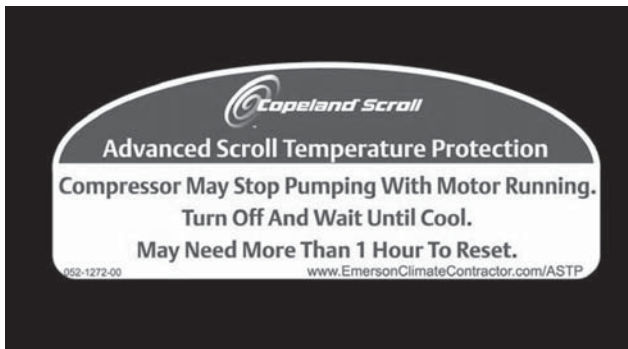 Copeland Scroll
Advanced Scroll Temperature Protection
Compressor May Stop Pumping With Motor Running.
Turn Off And Wait Until Cool.
May Need More Than 1 Hour To Reset.
052-1272-00 www.EmersonClimateContractor.com/ASTP